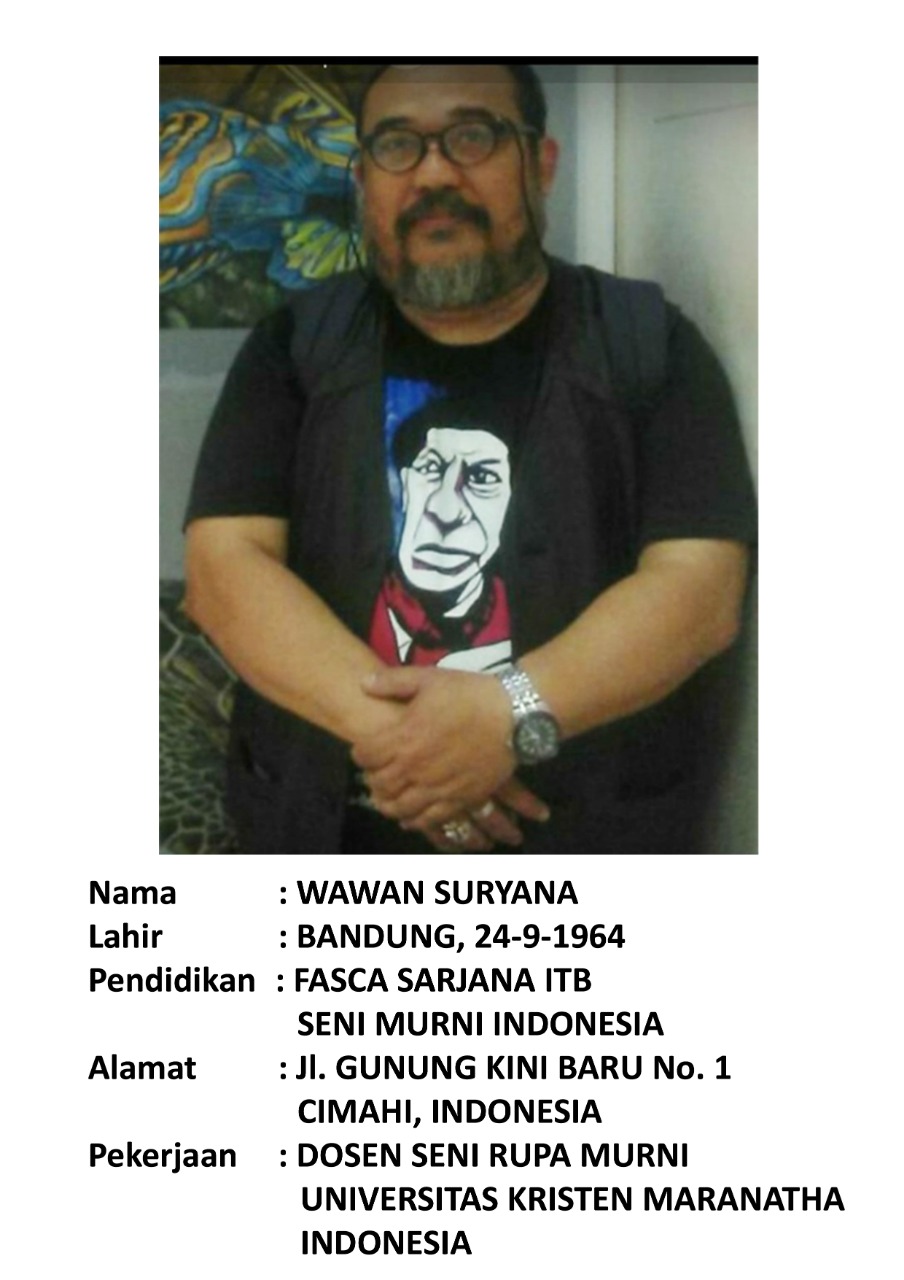 Nama : WAWAN SURYANA
Lahir : BANDUNG, 24-9-1964
Pendidikan : FASCA SARJANA ITB
SENI MURNI INDONESIA
Alamat : Jl. GUNUNG KINI BARU No. 1
CIMAHI, INDONESIA
Pekerjaan : DOSEN SENI RUPA MURNI
UNIVERSITAS KRISTEN MARANATHA
INDONESIA